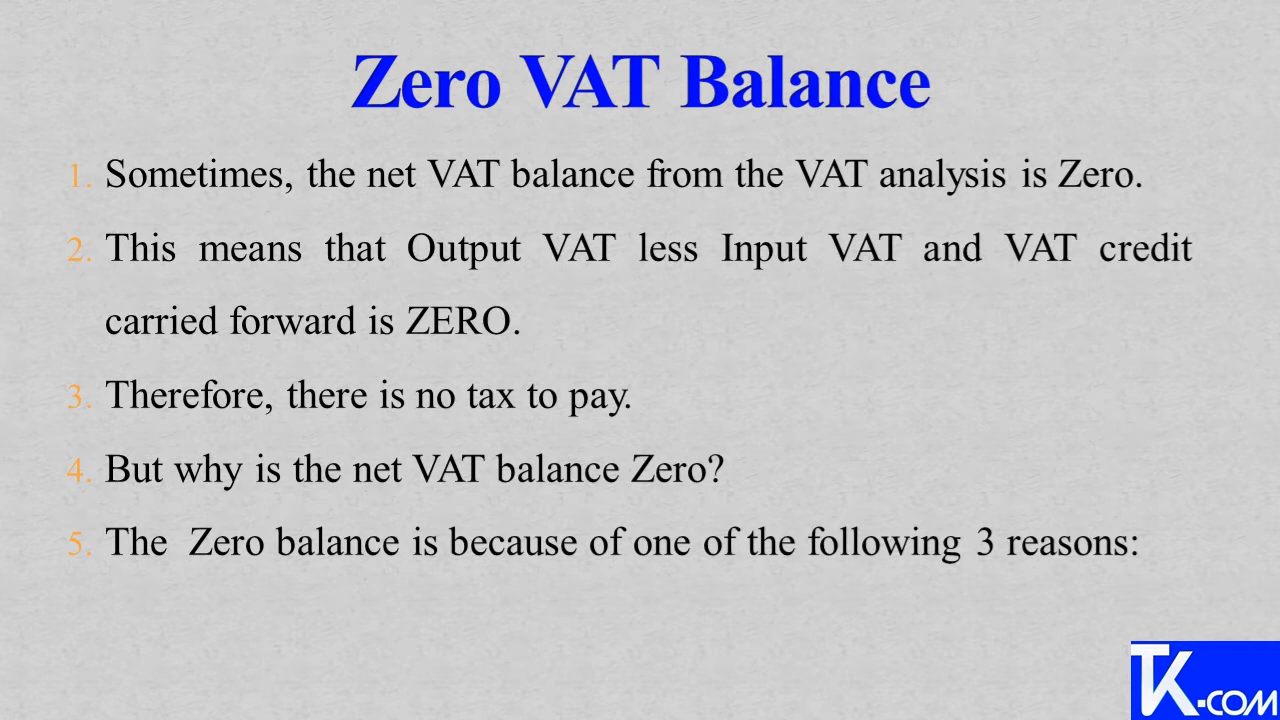 Zero VAT Balance
1. Sometimes, the net VAT balance from the VAT analysis is Zero.
2. This means that Output VAT less Input VAT and VAT credit
carried forward is ZERO.
3. Therefore, there is no tax to pay.
4. But why is the net VAT balance Zero?
5. The  Zero balance is because of one of the following 3 reasons:
TK-COM